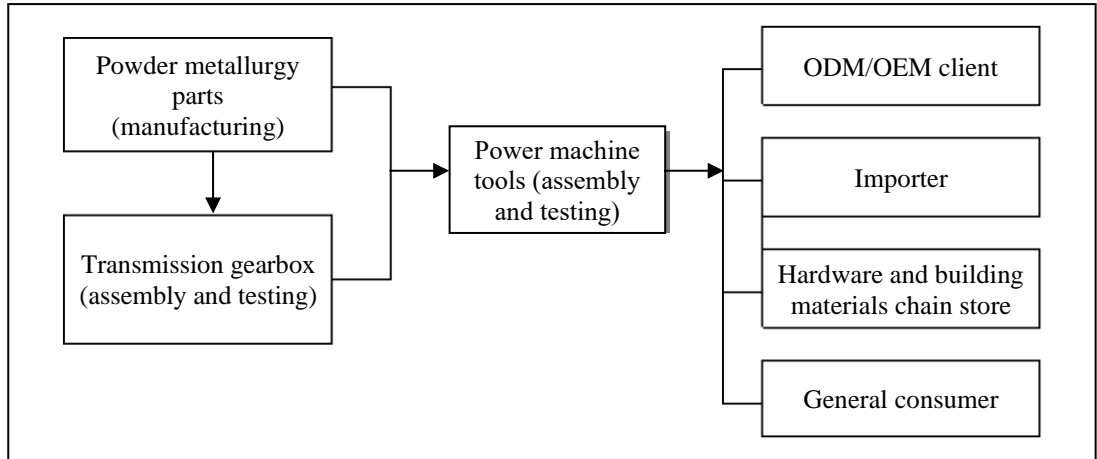 Powder metallurgy
parts
(manufacturing)
Transmission gearbox
(assembly and testing)
Power machine
tools (assembly
and testing)
ODM/OEM client
Importer
Hardware and building
materials chain store
General consumer